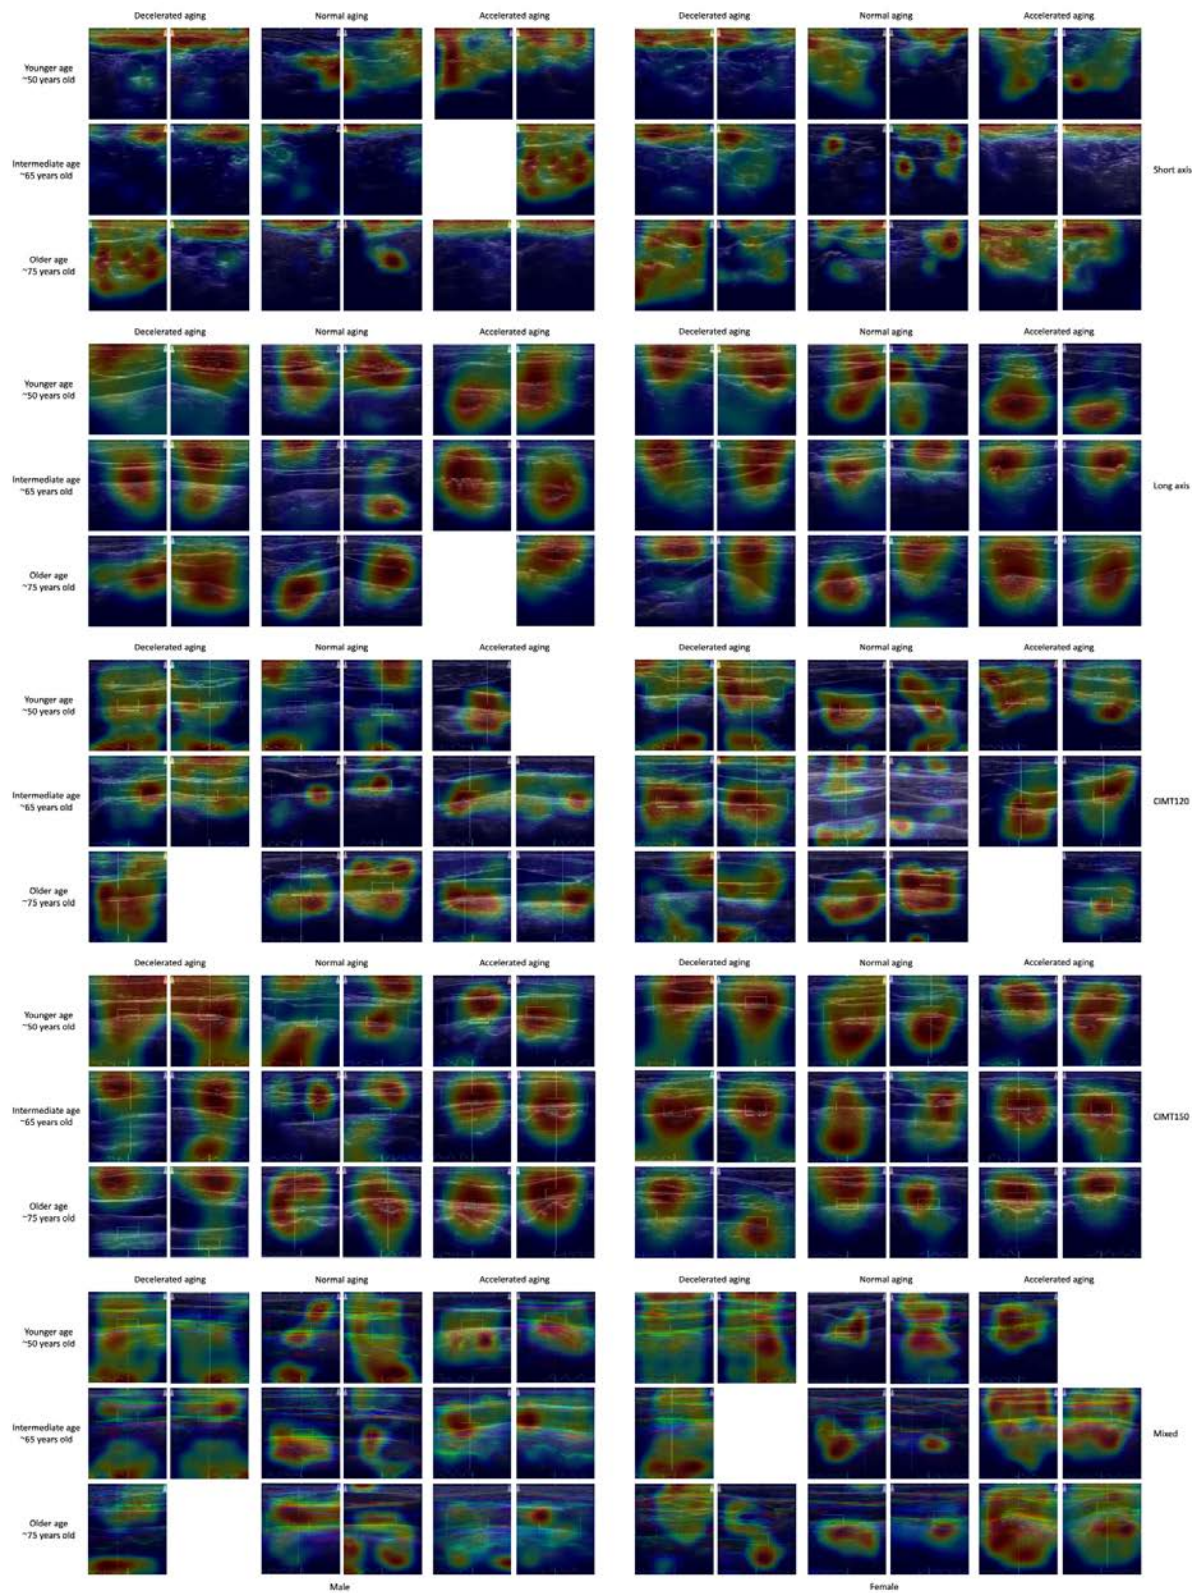 Decelerated aging Normal aging Accelerated aging Decelerated aging Normal aging Accelerated aging
Younger age
~50 years old
Intermediate age
~65 years old
Short axis
Older age
~75 years old
Decelerated aging Normal aging Accelerated aging Decelerated aging Normal aging Accelerated aging
Younger age
~50 years old
Intermediate age
~65 years old
Long axis
Older age
~75 years old
Decelerated aging Normal aging Accelerated aging Decelerated aging Normal aging Accelerated aging
Younger age
~50 years old
Intermediate age
~65 years old
CIMT120
Older age
~75 years old
Decelerated aging Normal aging Accelerated aging Decelerated aging Normal aging Accelerated aging
Younger age
~50 years old
Intermediate age
~65 years old
CIMT150
Older age
~75 years old
Decelerated aging Normal aging Accelerated aging Decelerated aging Normal aging Accelerated aging
Younger age
~50 years old
Intermediate age
~65 years old
Mixed
Older age
~75 years old
Male Female